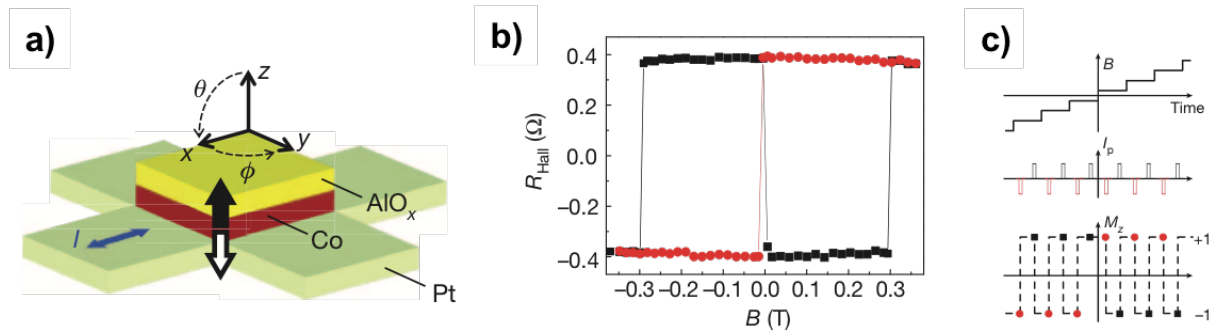 a)
z
θ
x
y
ϕ
AlOx
I
Co
Pt
b)
RHall (Ω)
0.4
0.2
0.0
−0.2
−0.4
−0.3
−0.2
−0.1
0.0
0.1
0.2
0.3
B (T)
c)
B
Time
Ip
Mz
+1
−1